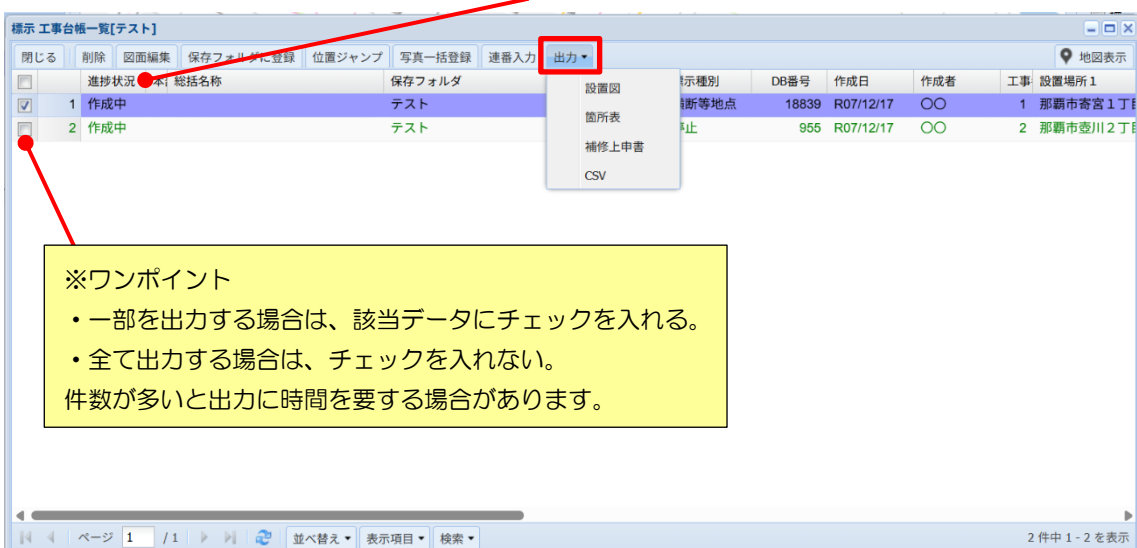 標示 工事台帳一覧[テスト]
閉じる 削除 図面編集 保存フォルダに登録 位置ジャンプ 写真一括登録 連番入力 出力 地図表示
進捗状況 総括名称 保存フォルダ 示種別 DB番号 作成日 作成者 工事 設置場所1
1 作成中 テスト 断等地点 18839 R07/12/17 〇〇 1 那覇市寄宮1丁目
2 作成中 テスト 止 955 R07/12/17 〇〇 2 那覇市壺川2丁目
設置図
箇所表
補修上申書
CSV
※ワンポイント
・一部を出力する場合は、該当データにチェックを入れる。
・全て出力する場合は、チェックを入れない。
件数が多いと出力に時間を要する場合があります。
ページ 1 / 1 並べ替え 表示項目 検索 2 件中 1 - 2 を表示